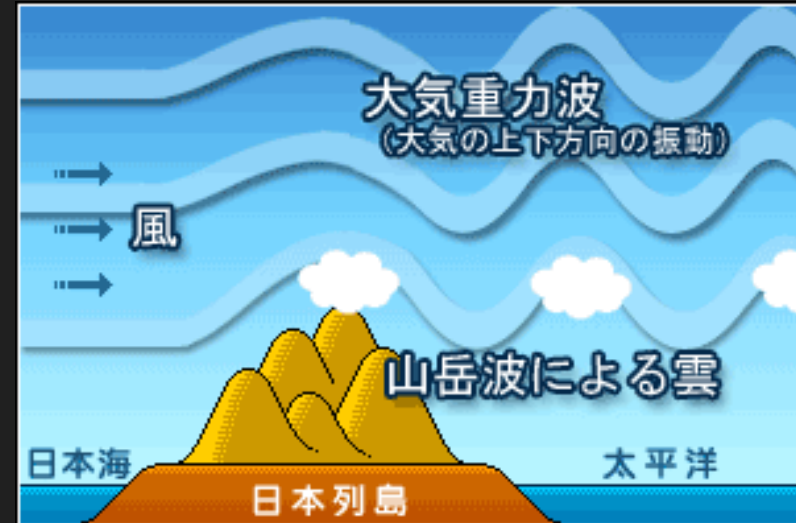 大気重力波
（大気の上下方向の振動）
風
山岳波による雲
日本海
太平洋
日本列島